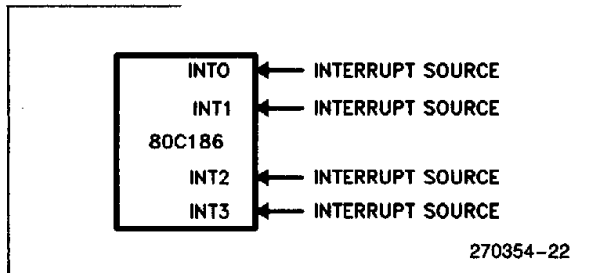 INT0 INTERRUPT SOURCE
INT1 INTERRUPT SOURCE
80C186
INT2 INTERRUPT SOURCE
INT3 INTERRUPT SOURCE
270354-22